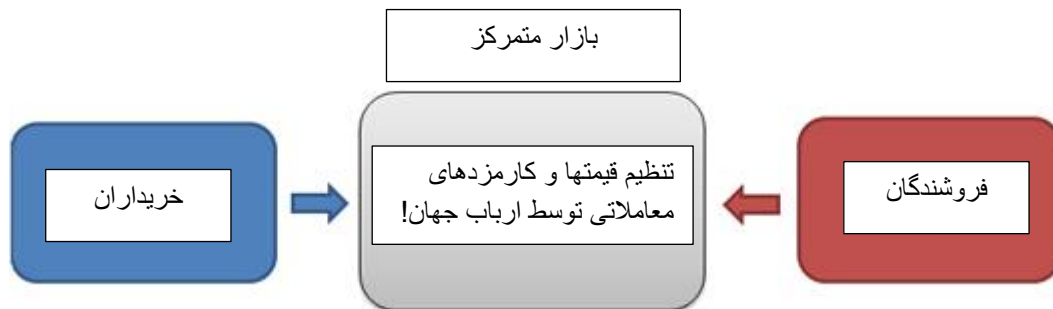 بازار متمرکز
فروشندگان
تنظیم قیمتها و کارمزدهای
معاملاتی توسط ارباب جهان!
خریداران